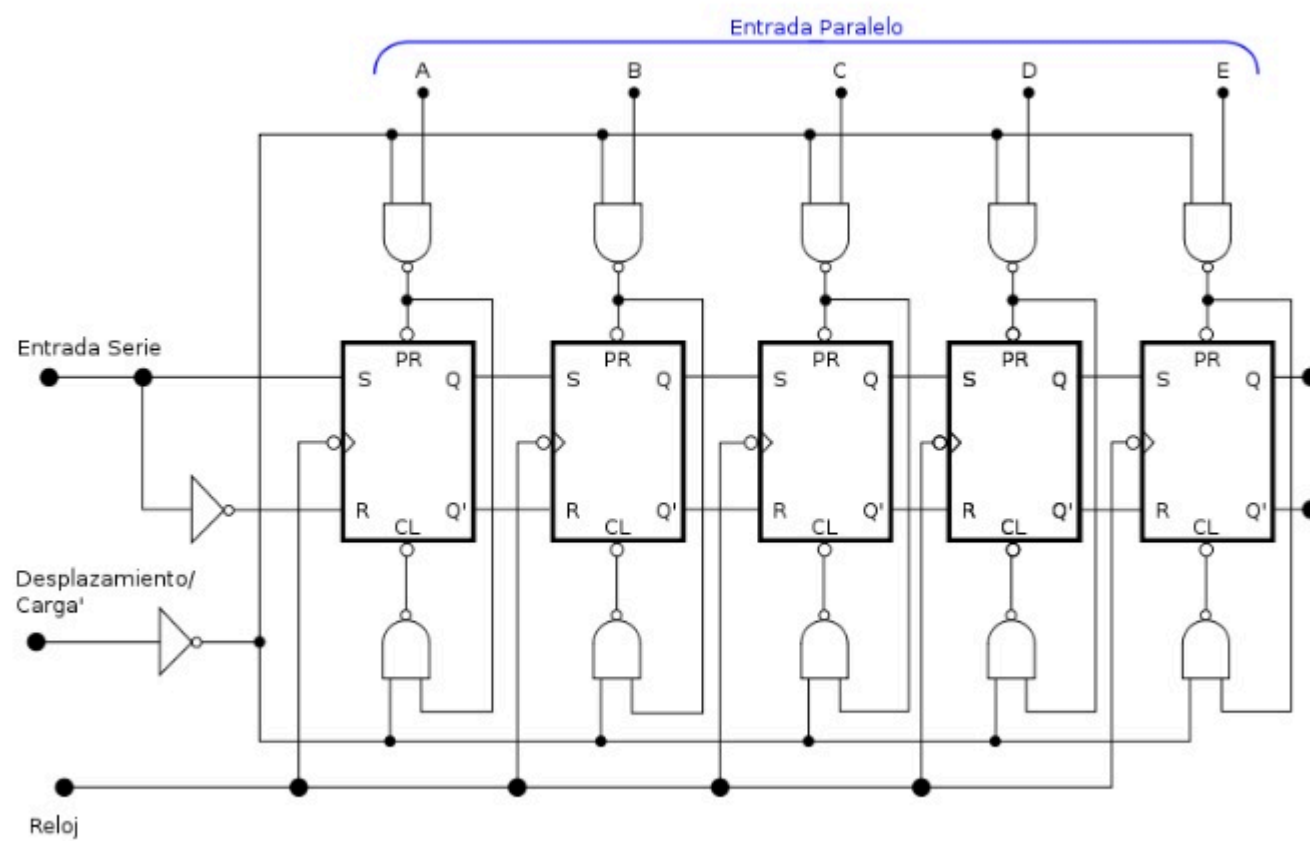 Entrada Paralelo
A B C D E
Entrada Serie
PR PR PR PR PR
S Q S Q S Q S Q S Q
R Q' R Q' R Q' R Q' R Q'
CL CL CL CL CL
Desplazamiento/
Carga'
Reloj